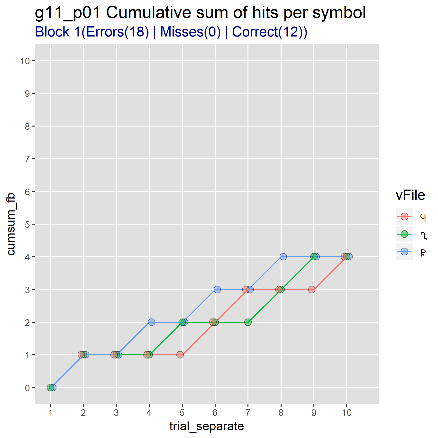 g11_p01 Cumulative sum of hits per symbol
Block 1(Errors(18) | Misses(0) | Correct(12))
10
9
8
7
6
5
4
3
2
1
0
cumsum_fb
1 2 3 4 5 6 7 8 9 10
trial_separate
vFile